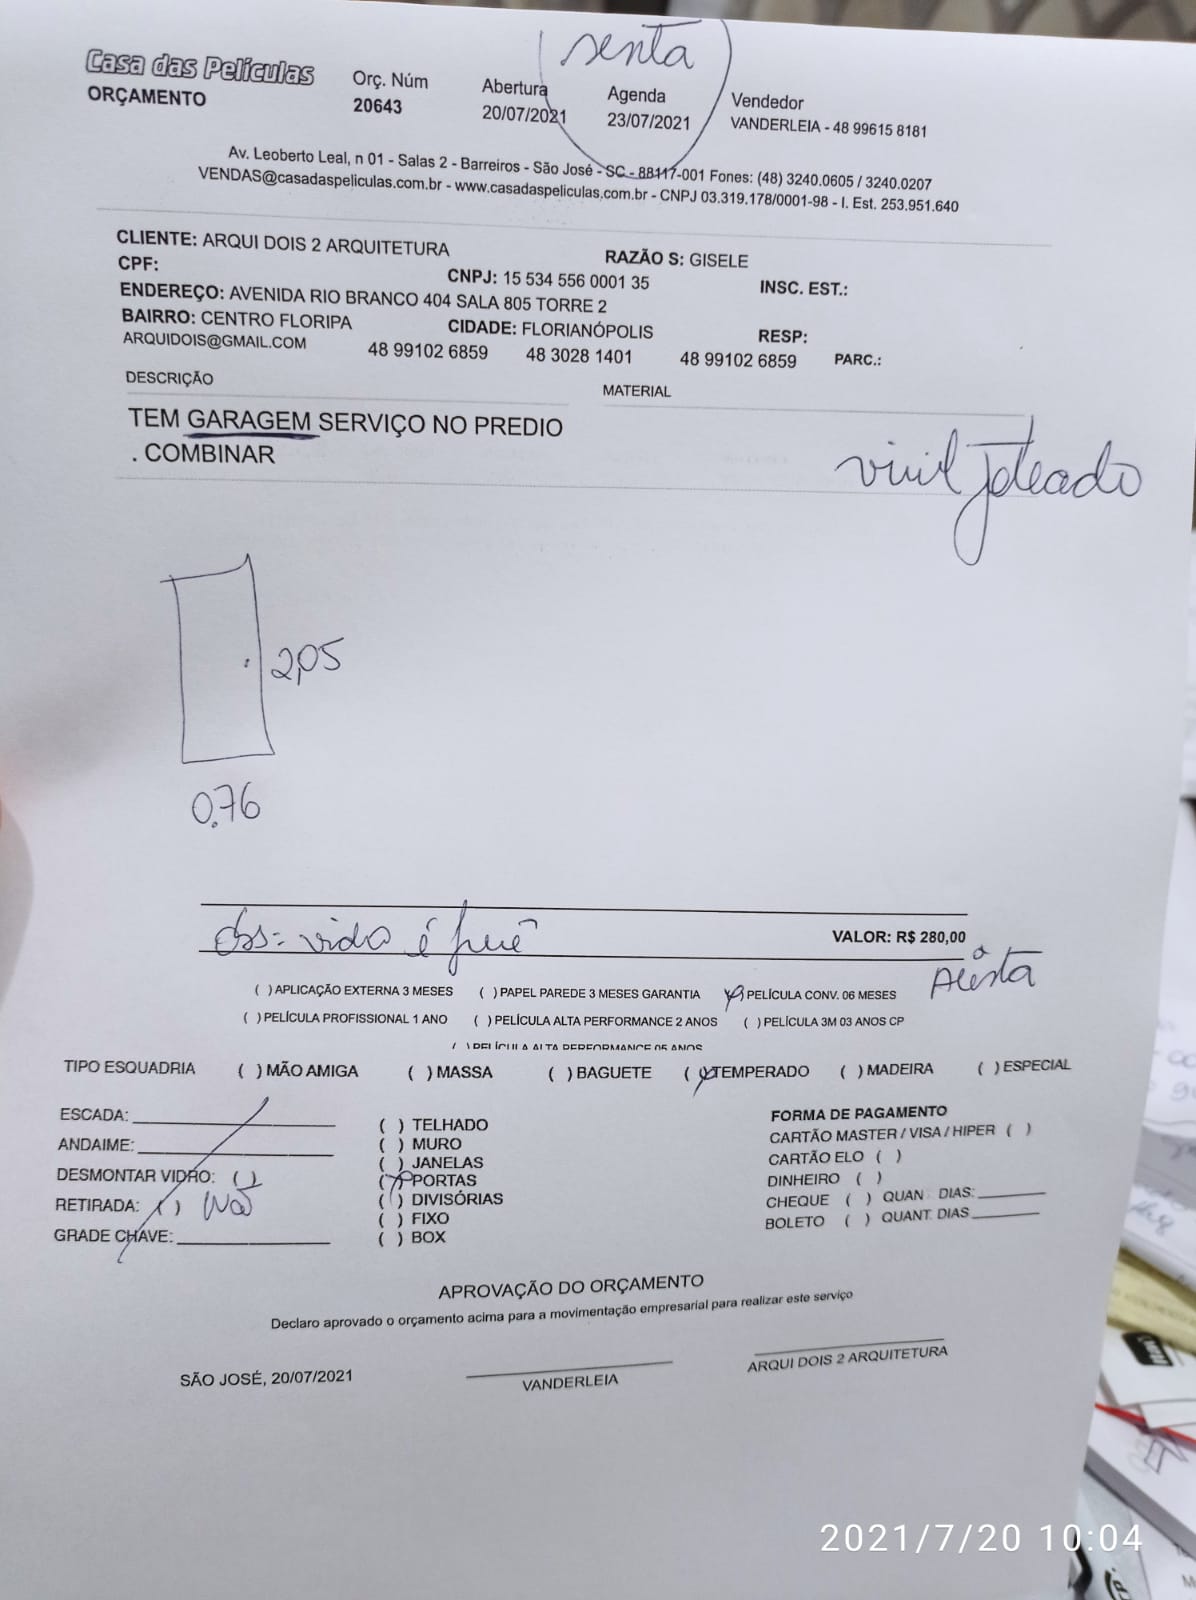 senta
Casa das Películas
ORÇAMENTO
Orç. Núm
20643
Abertura
20/07/2021
Agenda
23/07/2021
Vendedor
VANDERLEIA - 48 99615 8181
Av. Leoberto Leal, n 01 - Salas 2 - Barreiros - São José - SC - 88117-001 Fones: (48) 3240.0605 / 3240.0207
VENDAS@casadaspeliculas.com.br - www.casadaspeliculas.com.br - CNPJ 03.319.178/0001-98 - I. Est. 253.951.640
CLIENTE: ARQUI DOIS 2 ARQUITETURA RAZÃO S: GISELE
CPF: CNPJ: 15 534 556 0001 35 INSC. EST.:
ENDEREÇO: AVENIDA RIO BRANCO 404 SALA 805 TORRE 2
BAIRRO: CENTRO FLORIPA CIDADE: FLORIANÓPOLIS RESP:
ARQUIDOIS@GMAIL.COM 48 99102 6859 48 3028 1401 48 99102 6859 PARC.:
DESCRIÇÃO MATERIAL
TEM GARAGEM SERVIÇO NO PREDIO
. COMBINAR
vinil Jateado
2,05
0,76
obs= vidro é
VALOR: R$ 280,00
( ) APLICAÇÃO EXTERNA 3 MESES ( ) PAPEL PAREDE 3 MESES GARANTIA PELÍCULA CONV. 06 MESES
( ) PELÍCULA PROFISSIONAL 1 ANO ( ) PELÍCULA ALTA PERFORMANCE 2 ANOS ( ) PELÍCULA 3M 03 ANOS CP
( ) PELÍCULA ALTA PERFORMANCE 05 ANOS
TIPO ESQUADRIA ( ) MÃO AMIGA ( ) MASSA ( ) BAGUETE ( ) TEMPERADO ( ) MADEIRA ( ) ESPECIAL
ESCADA:
ANDAIME:
DESMONTAR VIDRO: ( )
RETIRADA: ( ) Não
GRADE CHAVE:
( ) TELHADO
( ) MURO
( ) JANELAS
( ) PORTAS
( ) DIVISÓRIAS
( ) FIXO
( ) BOX
FORMA DE PAGAMENTO
CARTÃO MASTER / VISA / HIPER ( )
CARTÃO ELO ( )
DINHEIRO ( )
CHEQUE ( ) QUAN DIAS:
BOLETO ( ) QUANT. DIAS
APROVAÇÃO DO ORÇAMENTO
Declaro aprovado o orçamento acima para a movimentação empresarial para realizar este serviço
SÃO JOSÉ, 20/07/2021
VANDERLEIA
ARQUI DOIS 2 ARQUITETURA
2021/7/20 10:04